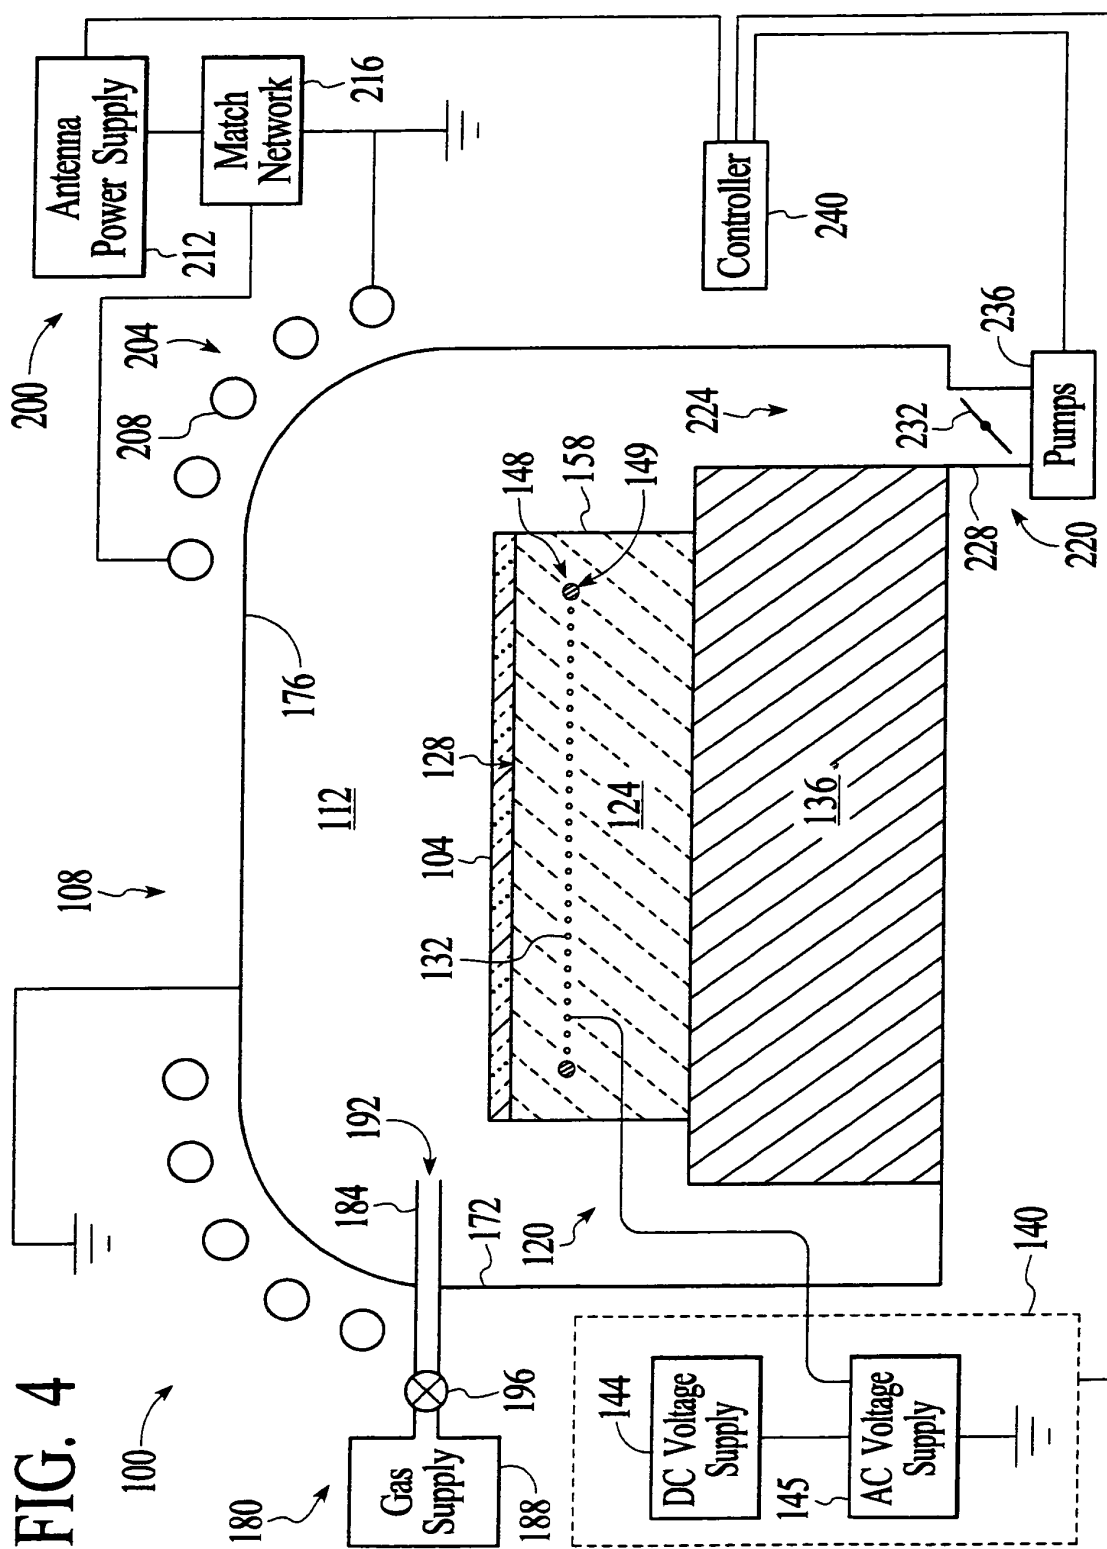 FIG. 4
100
108
200
204
208
Antenna
Power Supply
212
Match
Network
216
176
112
180
Gas
Supply
188
196
184
192
172
120
104
128
132
124
148
149
158
136
224
232
228
220
Pumps
236
Controller
240
140
144
DC Voltage
Supply
145
AC Voltage
Supply